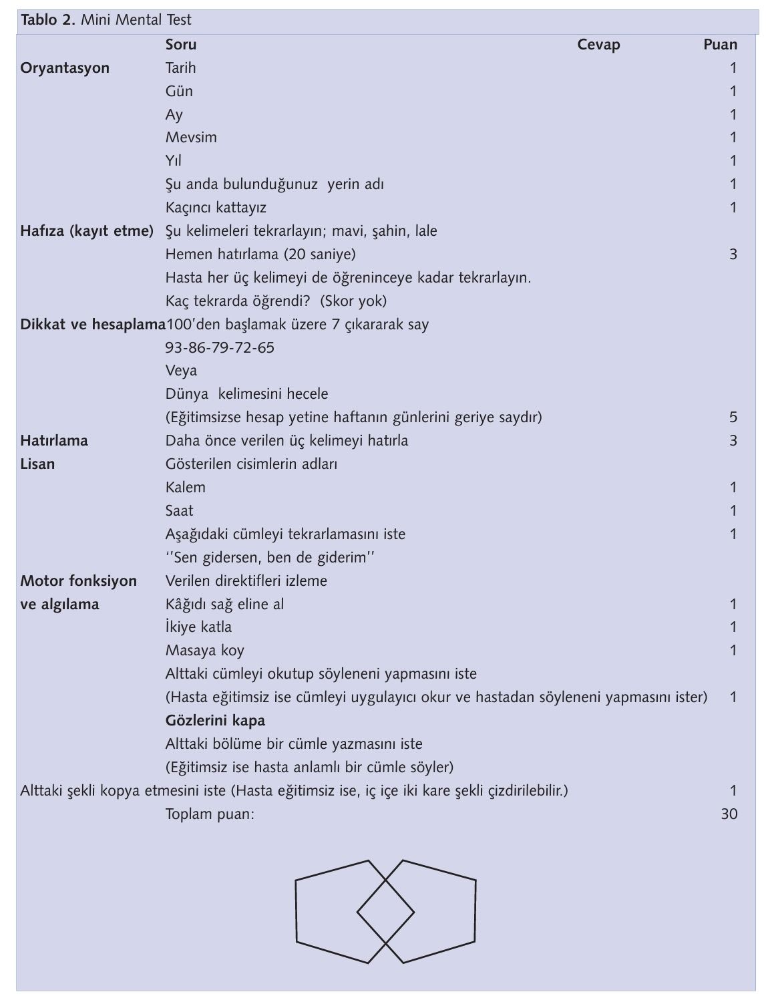 Tablo 2. Mini Mental Test
Soru Cevap Puan
Oryantasyon Tarih 1
Gün 1
Ay 1
Mevsim 1
Yıl 1
Şu anda bulunduğunuz yerin adı 1
Kaçıncı kattayız 1
Hafıza (kayıt etme) Şu kelimeleri tekrarlayın; mavi, şahin, lale
Hemen hatırlama (20 saniye) 3
Hasta her üç kelimeyi de öğreninceye kadar tekrarlayın.
Kaç tekrarda öğrendi? (Skor yok)
Dikkat ve hesaplama 100’den başlamak üzere 7 çıkararak say
93-86-79-72-65
Veya
Dünya kelimesini hecele
(Eğitimsizse hesap yetine haftanın günlerini geriye saydır) 5
Hatırlama Daha önce verilen üç kelimeyi hatırla 3
Lisan Gösterilen cisimlerin adları
Kalem 1
Saat 1
Aşağıdaki cümleyi tekrarlamasını iste 1
‘’Sen gidersen, ben de giderim’’
Motor fonksiyon Verilen direktifleri izleme
ve algılama Kâğıdı sağ eline al 1
İkiye katla 1
Masaya koy 1
Alttaki cümleyi okutup söyleneni yapmasını iste
(Hasta eğitimsiz ise cümleyi uygulayıcı okur ve hastadan söyleneni yapmasını ister) 1
Gözlerini kapa
Alttaki bölüme bir cümle yazmasını iste
(Eğitimsiz ise hasta anlamlı bir cümle söyler)
Alttaki şekli kopya etmesini iste (Hasta eğitimsiz ise, iç içe iki kare şekli çizdirilebilir.) 1
Toplam puan: 30